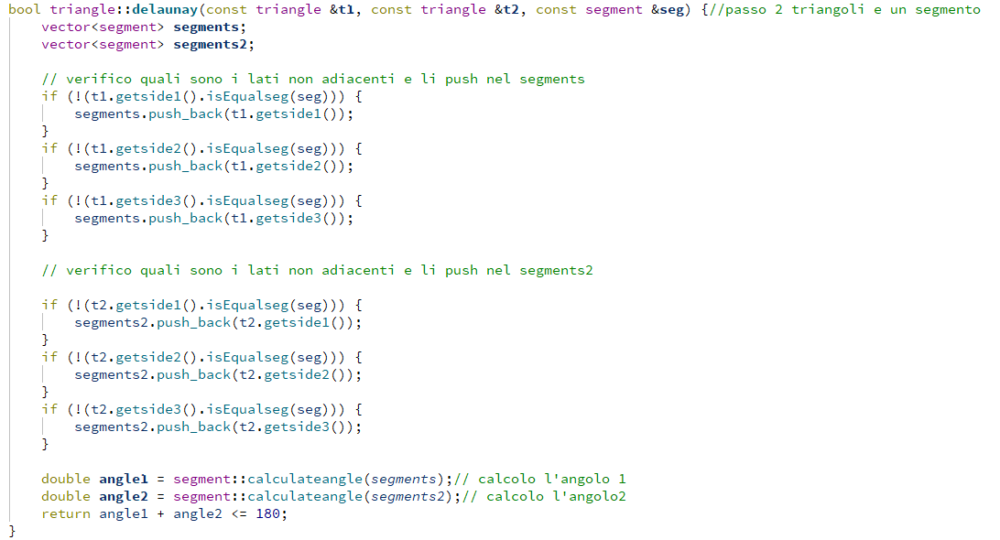 bool triangle::delaunay(const triangle &t1, const triangle &t2, const segment &seg) {//passo 2 triangoli e un segmento
    vector<segment> segments;
    vector<segment> segments2;

    // verifico quali sono i lati non adiacenti e li push nel segments
    if (!(t1.getside1().isEqualseg(seg))) {
        segments.push_back(t1.getside1());
    }
    if (!(t1.getside2().isEqualseg(seg))) {
        segments.push_back(t1.getside2());
    }
    if (!(t1.getside3().isEqualseg(seg))) {
        segments.push_back(t1.getside3());
    }

    // verifico quali sono i lati non adiacenti e li push nel segments2

    if (!(t2.getside1().isEqualseg(seg))) {
        segments2.push_back(t2.getside1());
    }
    if (!(t2.getside2().isEqualseg(seg))) {
        segments2.push_back(t2.getside2());
    }
    if (!(t2.getside3().isEqualseg(seg))) {
        segments2.push_back(t2.getside3());
    }

    double angle1 = segment::calculateangle(segments);// calcolo l'angolo 1
    double angle2 = segment::calculateangle(segments2);// calcolo l'angolo2
    return angle1 + angle2 <= 180;
}